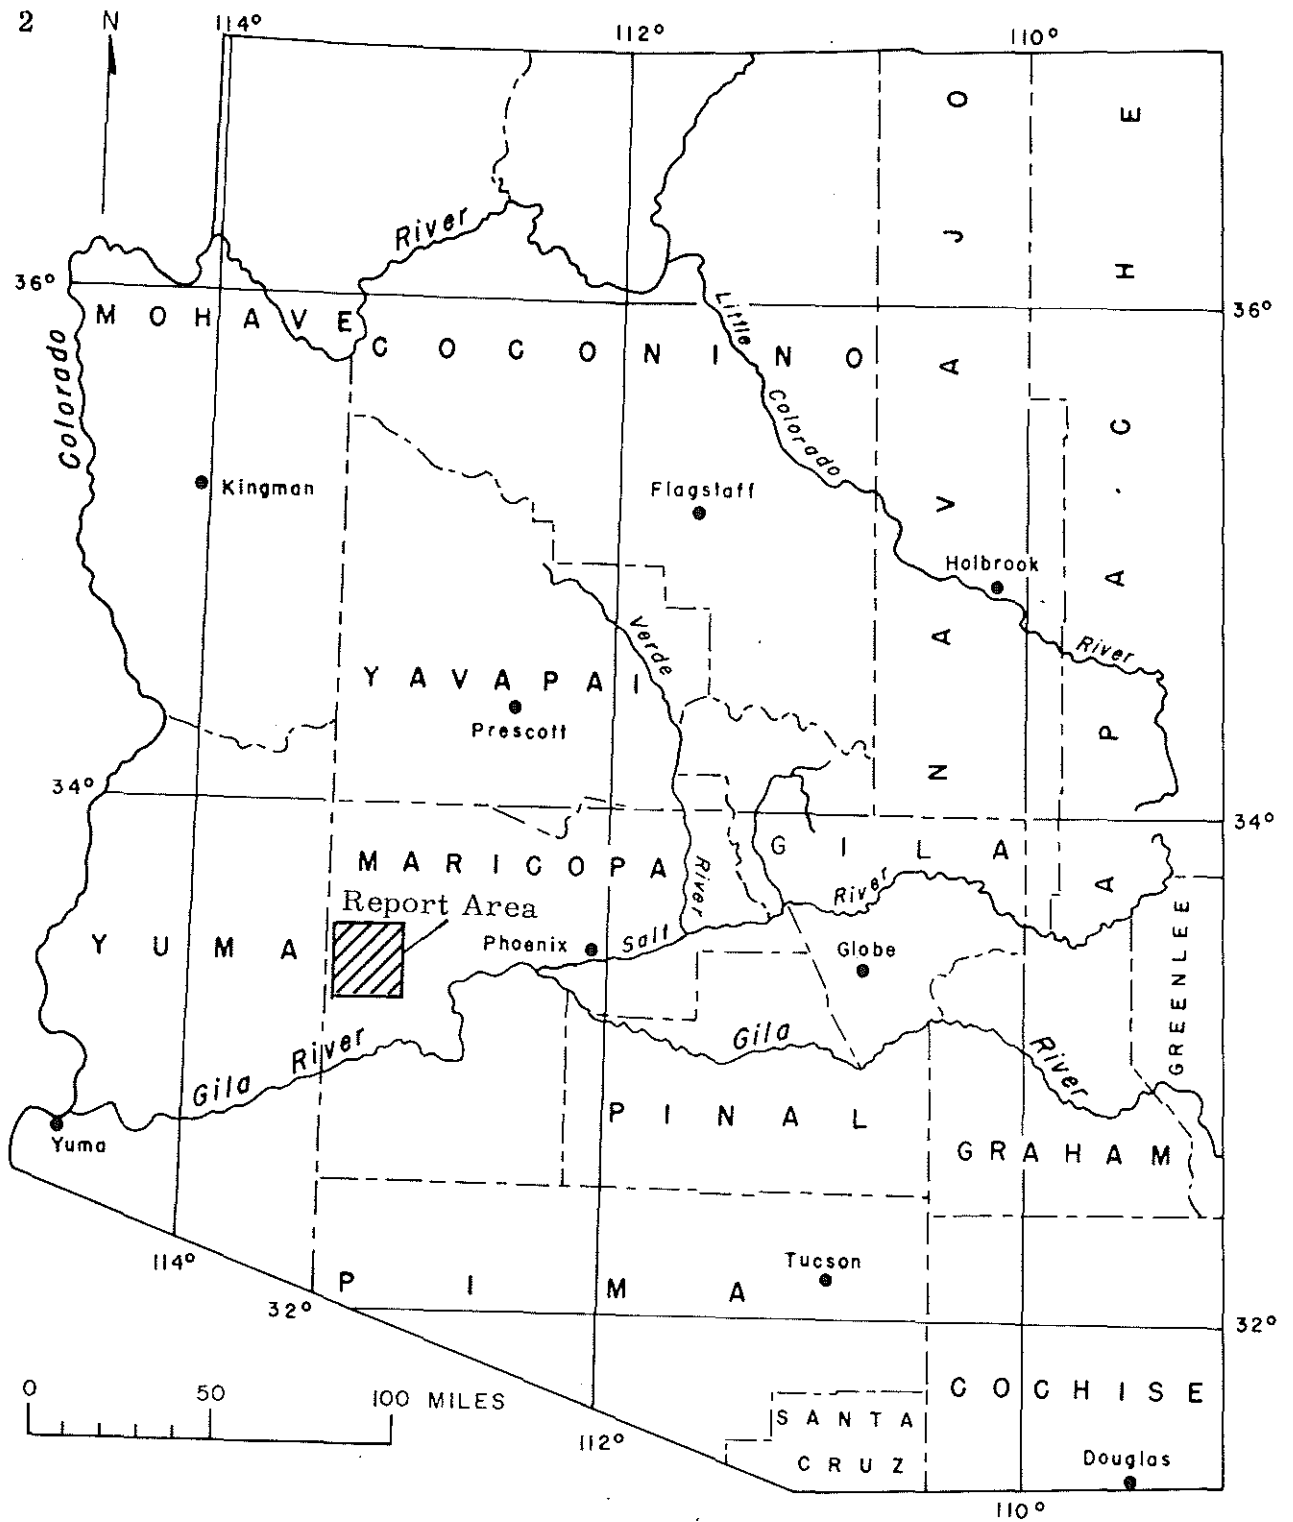 2
N
114°
112°
110°
NAVAJO
APACHE
River
36°
36°
MOHAVE
COCONINO
Colorado
Little
Colorado
Kingman
Flagstaff
Holbrook
River
Verde
YAVAPAI
Prescott
34°
34°
MARICOPA
GILA
River
River
Report Area
YUMA
Phoenix
Salt
Globe
GREENLEE
Gila
River
Gila
River
Yuma
PINAL
GRAHAM
114°
Tucson
PIMA
32°
32°
0 50 100 MILES
COCHISE
SANTA
CRUZ
112°
Douglas
110°